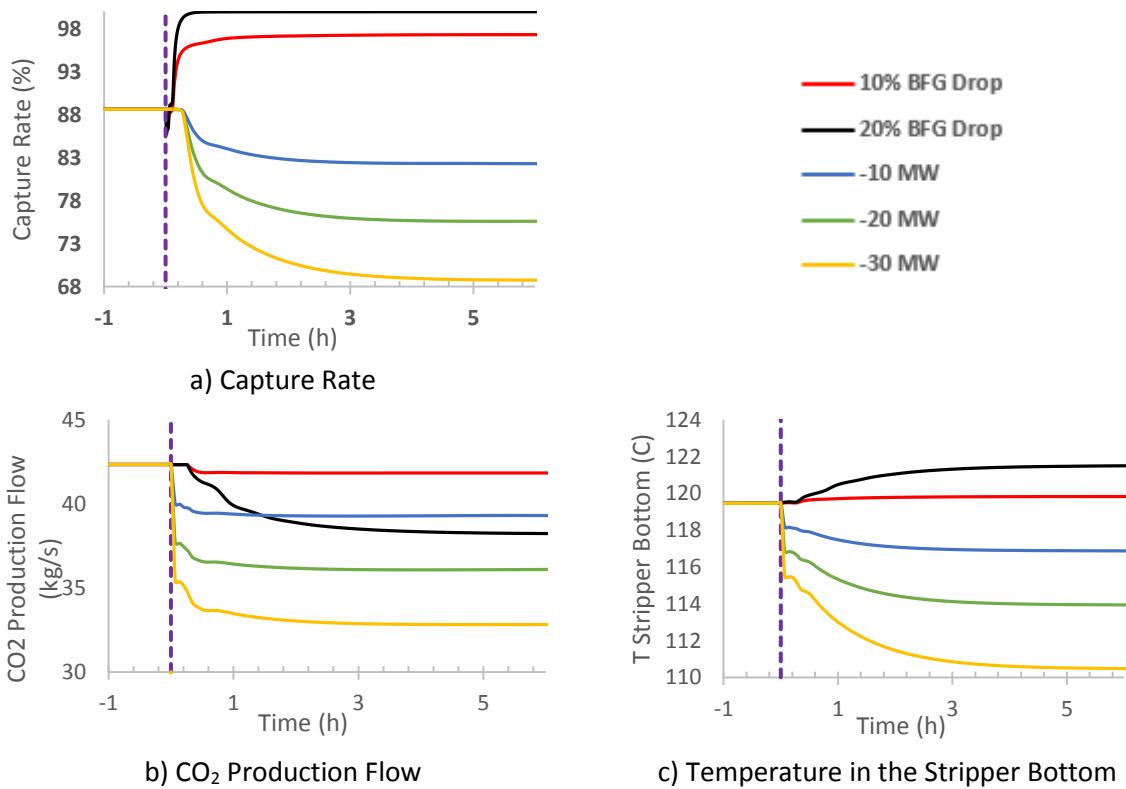 98
93
88
83
78
73
68
-1
1
3
5
Capture Rate (%)
Time (h)
a) Capture Rate
10% BFG Drop
20% BFG Drop
-10 MW
-20 MW
-30 MW
45
40
35
30
-1
1
3
5
CO2 Production Flow
(kg/s)
Time (h)
b) CO₂ Production Flow
124
122
120
118
116
114
112
110
-1
1
3
5
T Stripper Bottom (C)
Time (h)
c) Temperature in the Stripper Bottom